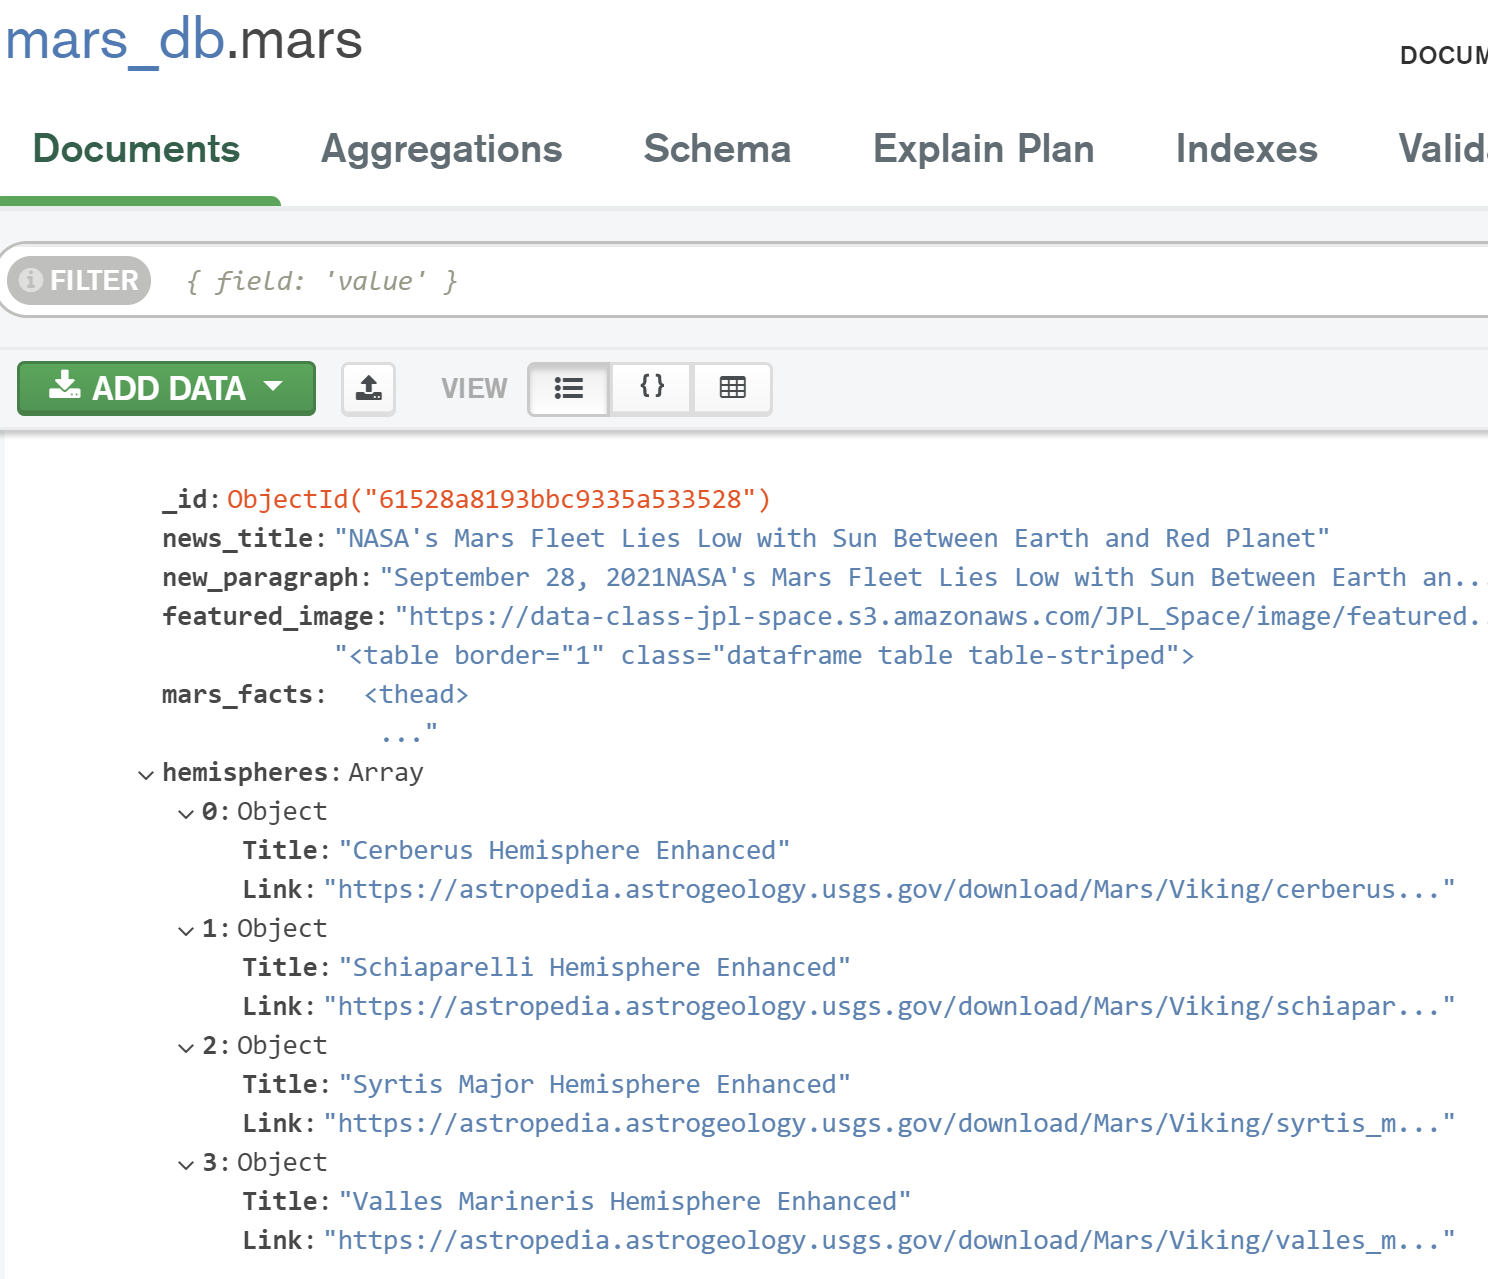 mars_db.mars
DOCUM
Documents Aggregations Schema Explain Plan Indexes Valida
FILTER { field: 'value' }
ADD DATA VIEW { }
_id: ObjectId("61528a8193bbc9335a533528")
news_title: "NASA's Mars Fleet Lies Low with Sun Between Earth and Red Planet"
new_paragraph: "September 28, 2021NASA's Mars Fleet Lies Low with Sun Between Earth an...
featured_image: "https://data-class-jpl-space.s3.amazonaws.com/JPL_Space/image/featured..
"<table border="1" class="dataframe table table-striped">
mars_facts: <thead>
..."
hemispheres: Array
0: Object
Title: "Cerberus Hemisphere Enhanced"
Link: "https://astropedia.astrogeology.usgs.gov/download/Mars/Viking/cerberus..."
1: Object
Title: "Schiaparelli Hemisphere Enhanced"
Link: "https://astropedia.astrogeology.usgs.gov/download/Mars/Viking/schiapar..."
2: Object
Title: "Syrtis Major Hemisphere Enhanced"
Link: "https://astropedia.astrogeology.usgs.gov/download/Mars/Viking/syrtis_m..."
3: Object
Title: "Valles Marineris Hemisphere Enhanced"
Link: "https://astropedia.astrogeology.usgs.gov/download/Mars/Viking/valles_m..."